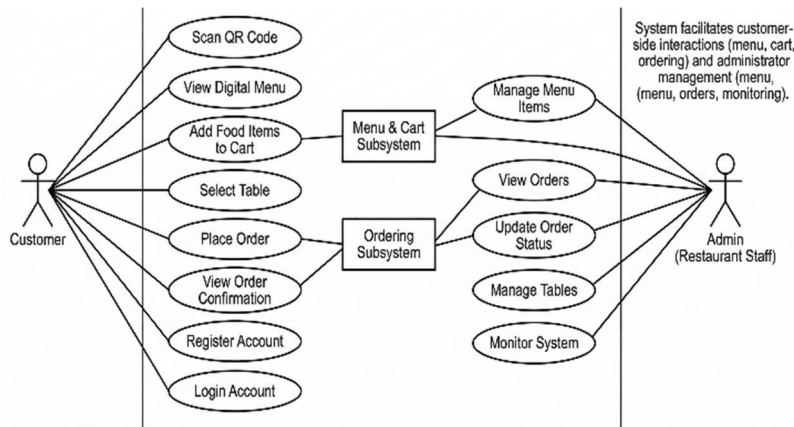 Scan QR Code
View Digital Menu
Add Food Items
to Cart
Select Table
Place Order
View Order
Confirmation
Register Account
Login Account
Customer
Menu & Cart
Subsystem
Ordering
Subsystem
Manage Menu
Items
View Orders
Update Order
Status
Manage Tables
Monitor System
System facilitates customer-
side interactions (menu, cart,
ordering) and administrator
management (menu,
(menu, orders, monitoring).
Admin
(Restaurant Staff)